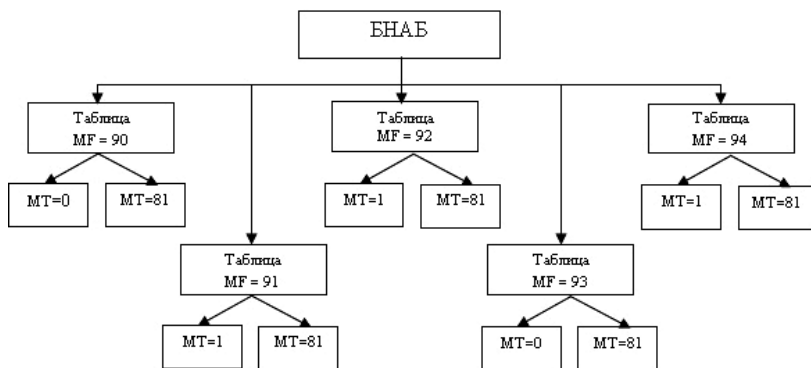 БНАБ
Таблица
MF = 90
Таблица
MF = 92
Таблица
MF = 94
MT=0
MT=81
MT=1
MT=81
MT=1
MT=81
Таблица
MF = 91
Таблица
MF = 93
MT=1
MT=81
MT=0
MT=81